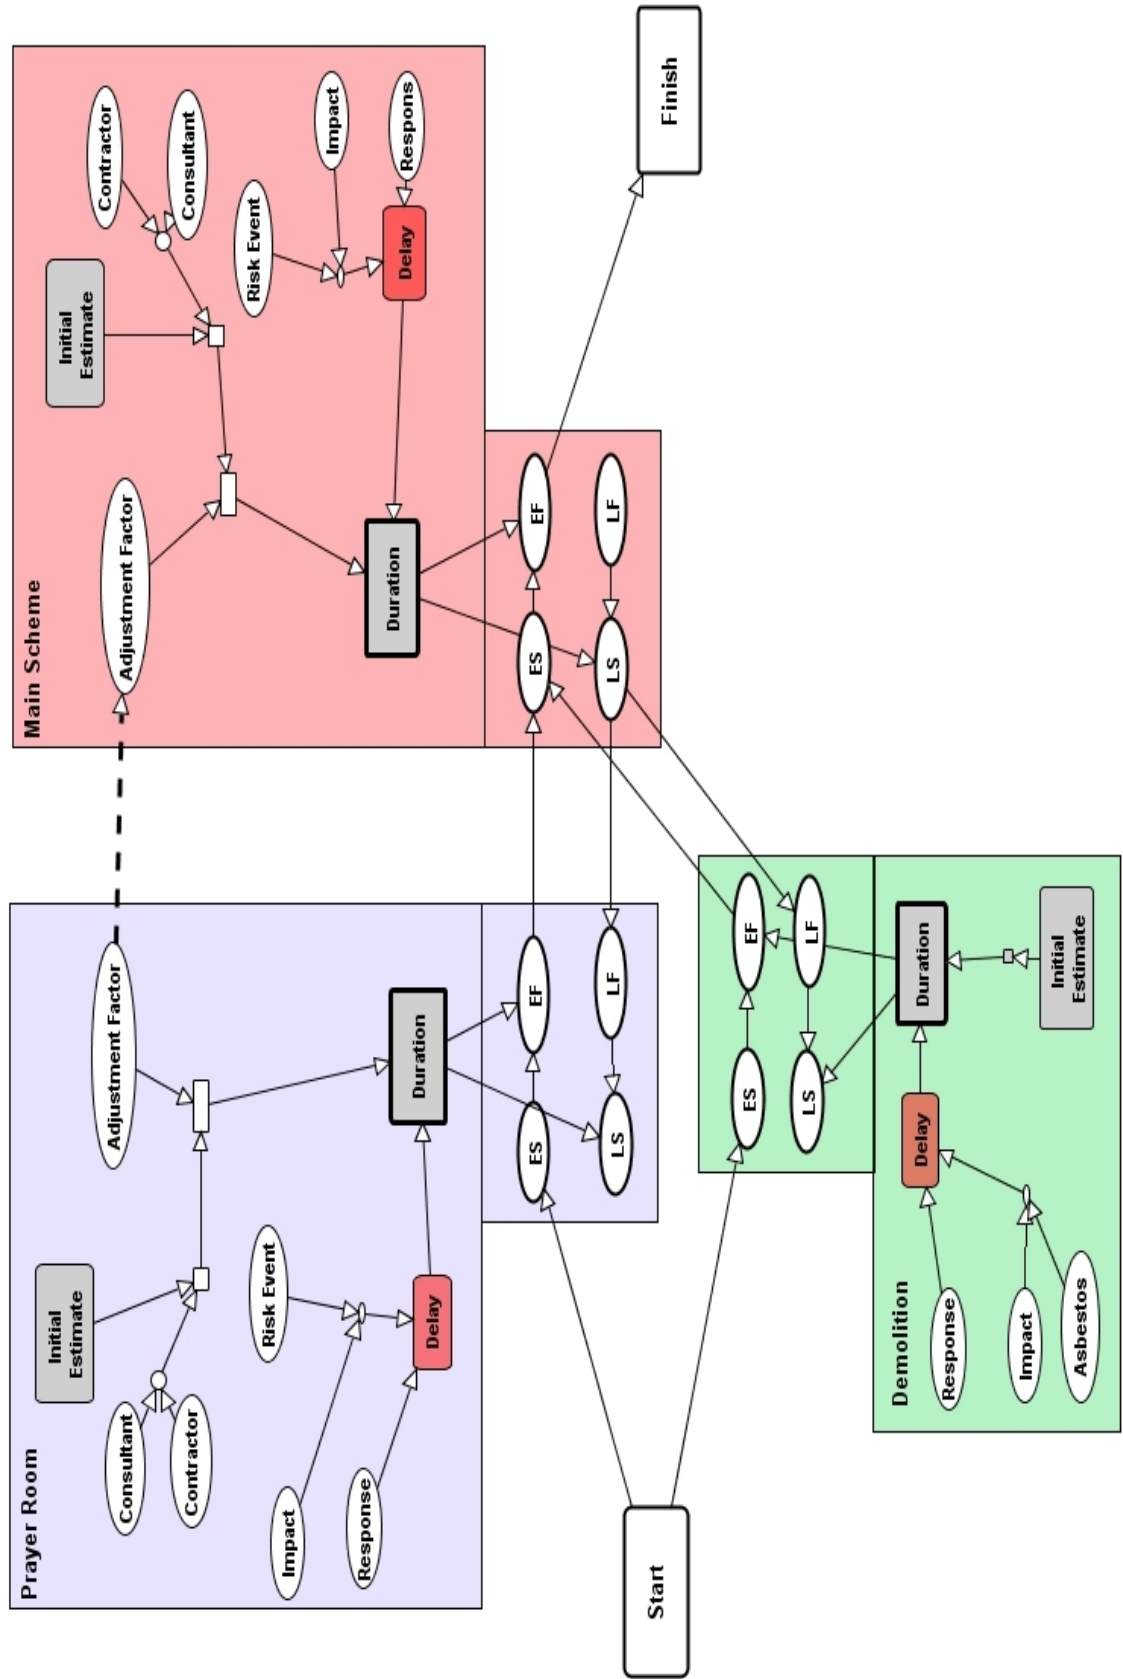 Prayer Room
Initial
Estimate
Adjustment Factor
Consultant
Contractor
Risk Event
Impact
Response
Delay
Duration
ES
EF
LS
LF
Main Scheme
Adjustment Factor
Initial
Estimate
Contractor
Consultant
Risk Event
Impact
Respons
Delay
Duration
ES
EF
LS
LF
Start
Finish
ES
EF
LS
LF
Demolition
Delay
Duration
Response
Impact
Asbestos
Initial
Estimate